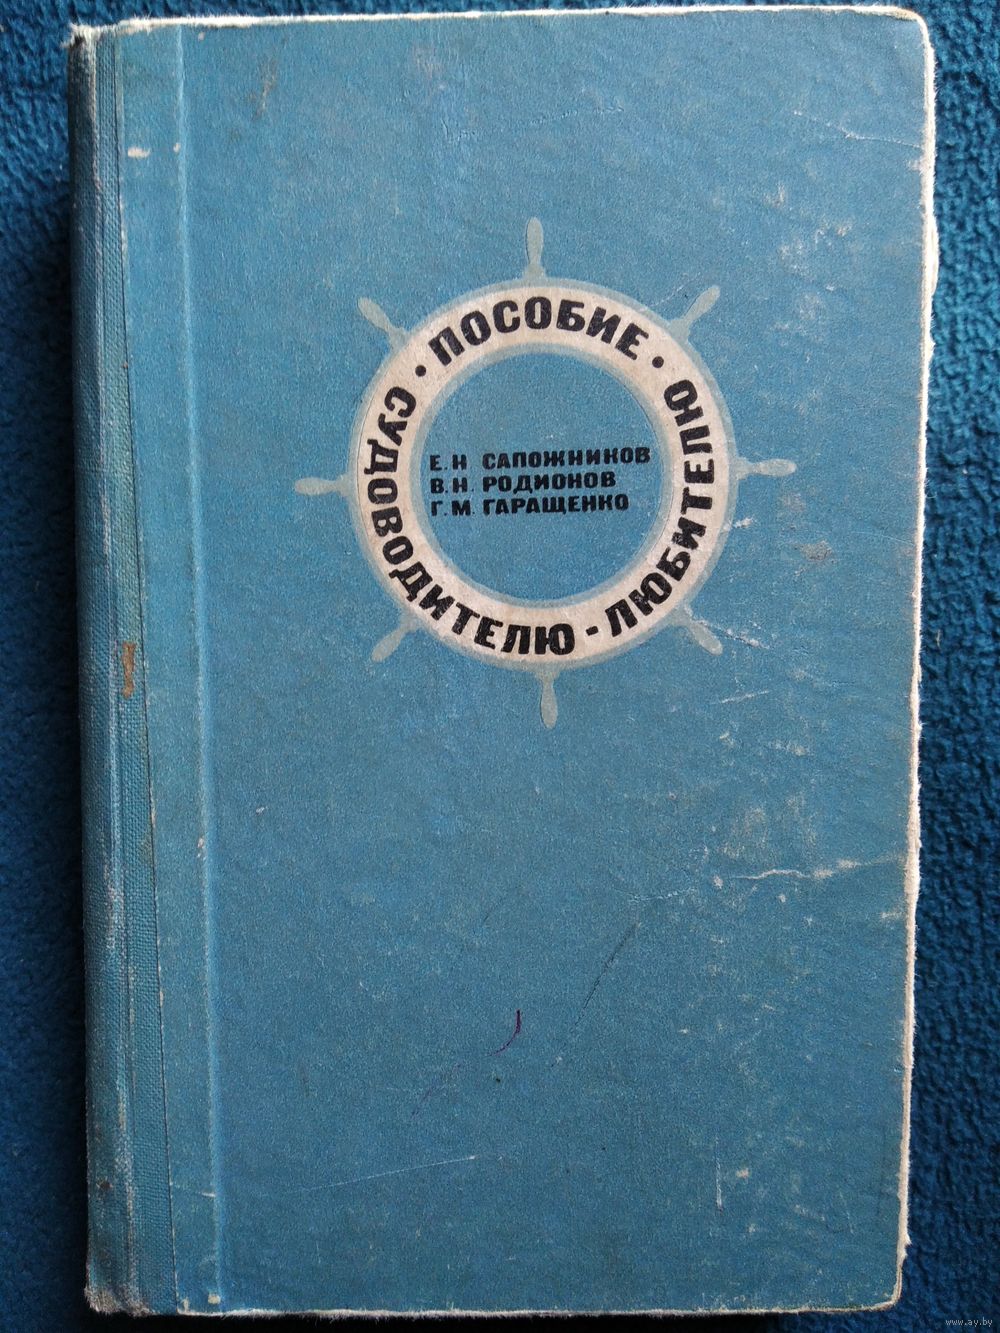 ПОСОБИЕ
СУДОВОДИТЕЛЮ-ЛЮБИТЕЛЮ
Е.Н САПОЖНИКОВ
В.Н. РОДИОНОВ
Г.М. ГАРАЩЕНКО
www.ay.by